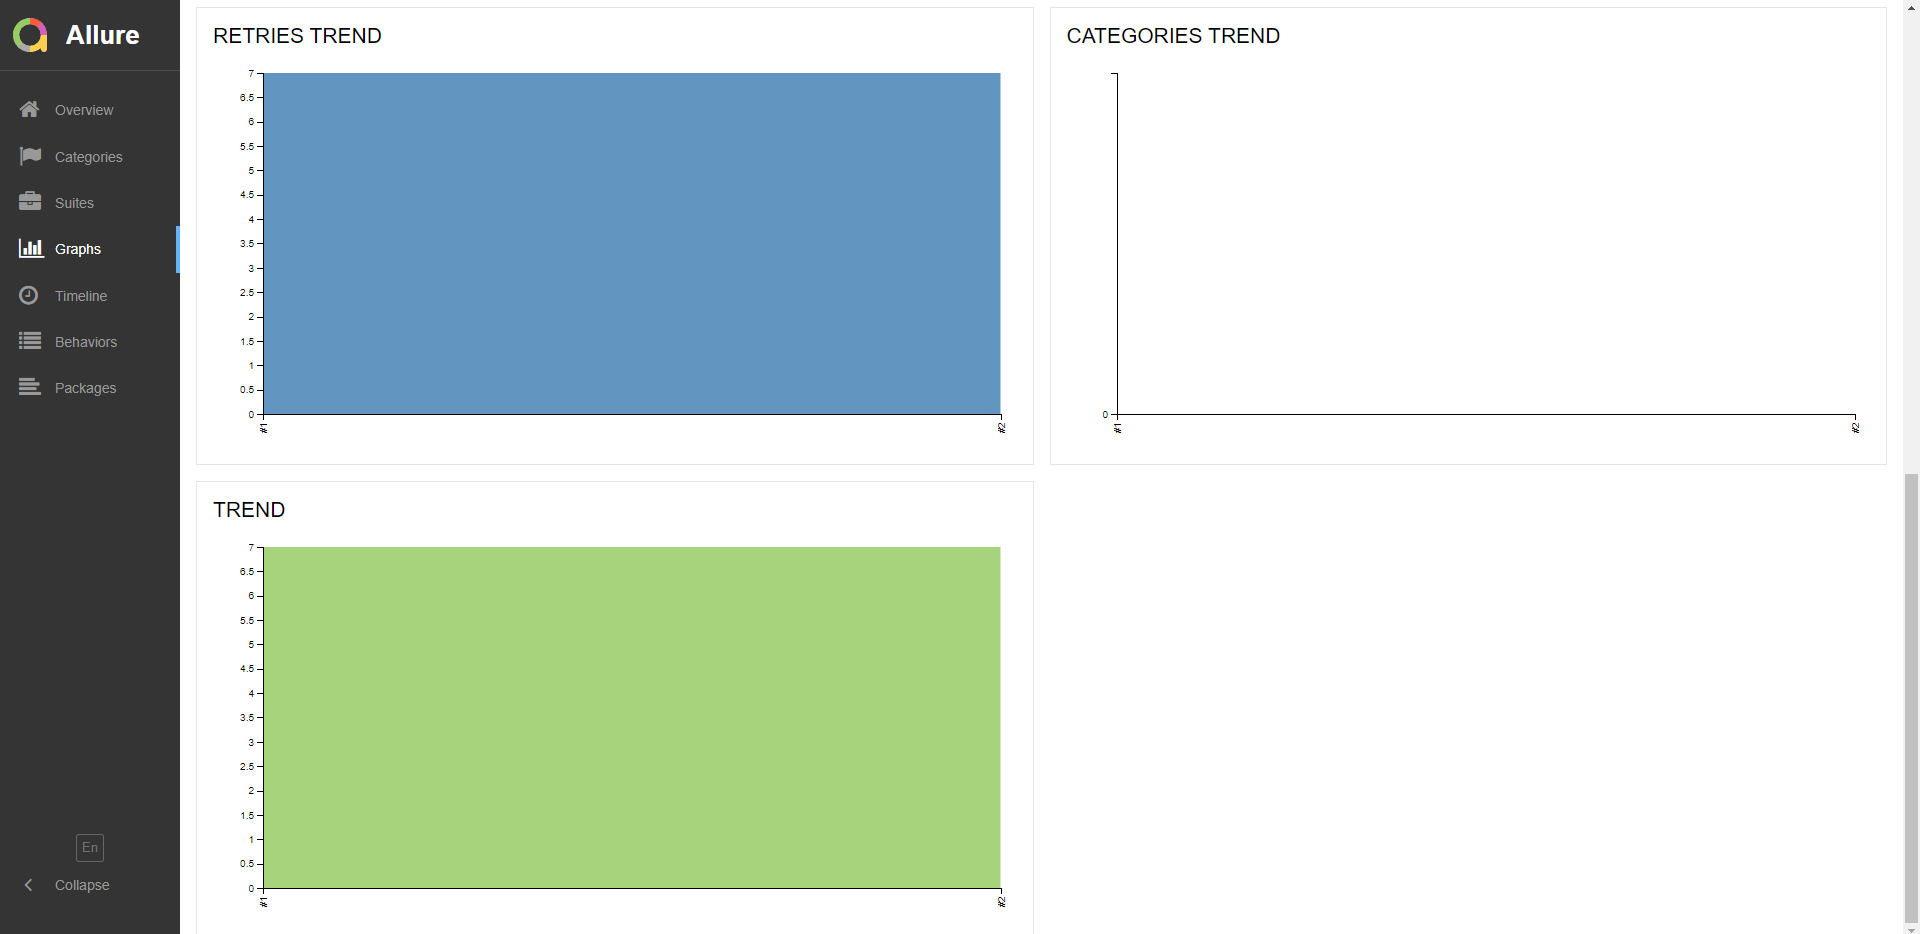 Allure
Overview
Categories
Suites
Graphs
Timeline
Behaviors
Packages
En
Collapse
RETRIES TREND
7
6.5
6
5.5
5
4.5
4
3.5
3
2.5
2
1.5
1
0.5
0
#1
#2
CATEGORIES TREND
0
#1
#2
TREND
7
6.5
6
5.5
5
4.5
4
3.5
3
2.5
2
1.5
1
0.5
0
#1
#2